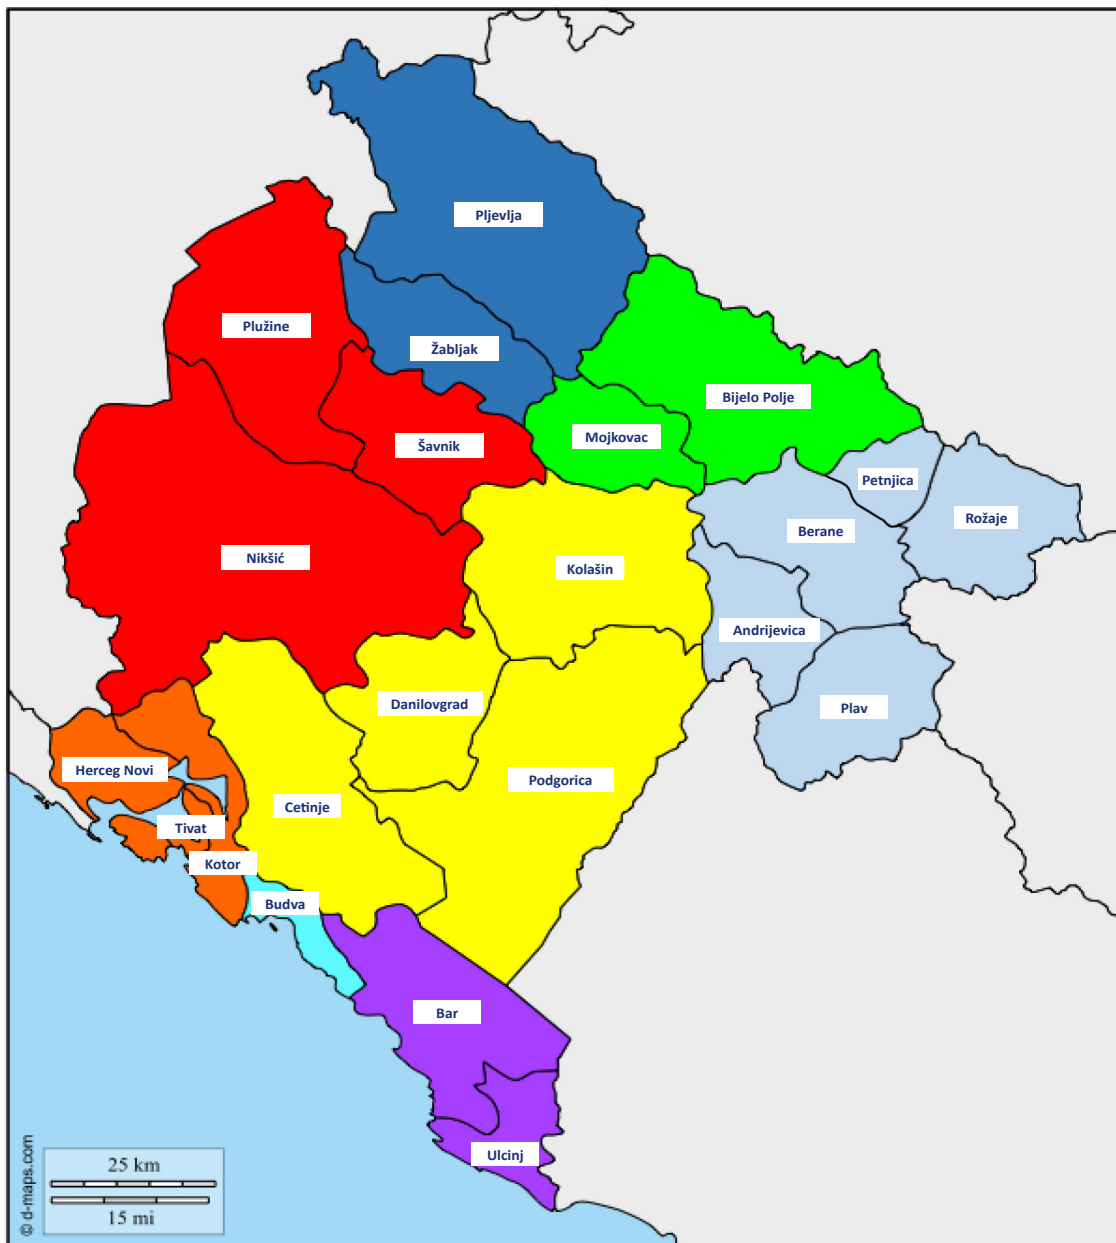 Pljevlja
Plužine
Žabljak
Bijelo Polje
Mojkovac
Šavnik
Petnjica
Rožaje
Berane
Nikšić
Kolašin
Andrijevica
Danilovgrad
Plav
Herceg Novi
Podgorica
Cetinje
Tivat
Kotor
Budva
Bar
Ulcinj
25 km
15 mi
© d-maps.com